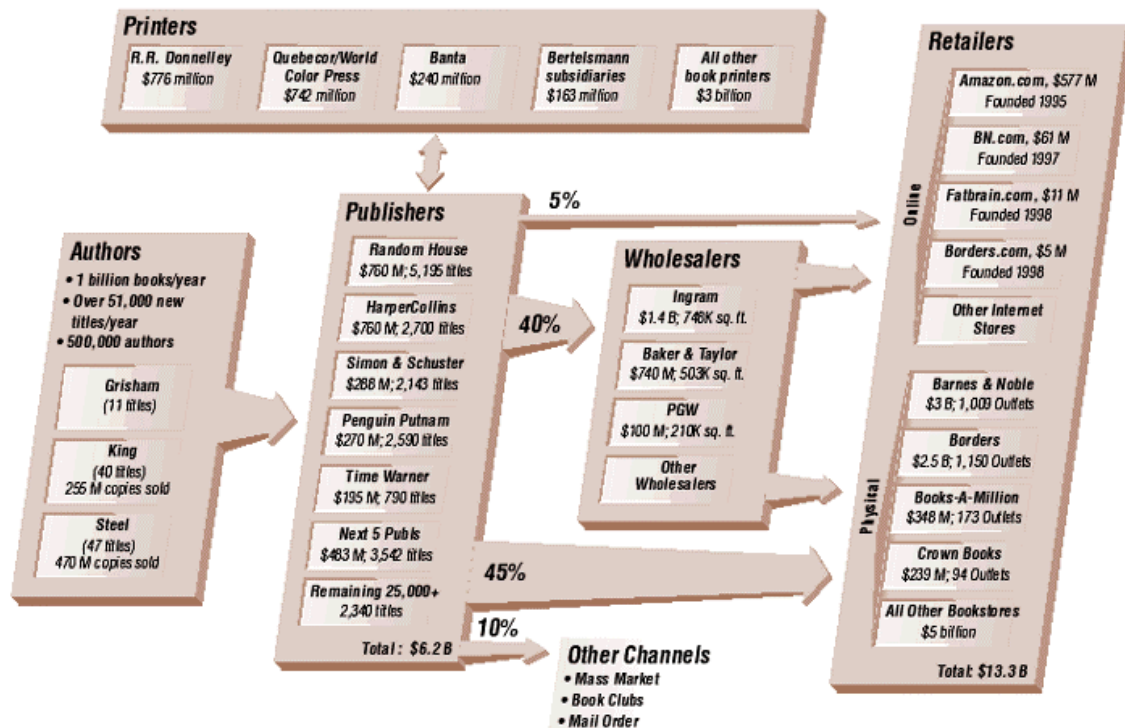 Printers
R.R. Donnelley
$776 million
Quebecor/World
Color Press
$742 million
Banta
$240 million
Bertelsmann
subsidiaries
$163 million
All other
book printers
$3 billion
Authors
• 1 billion books/year
• Over 51,000 new
titles/year
• 500,000 authors
Grisham
(11 titles)
King
(40 titles)
255 M copies sold
Steel
(47 titles)
470 M copies sold
Publishers
Random House
$760 M; 5,195 titles
HarperCollins
$760 M; 2,700 titles
Simon & Schuster
$288 M; 2,143 titles
Penguin Putnam
$270 M; 2,590 titles
Time Warner
$195 M; 790 titles
Next 5 Publs
$483 M; 3,542 titles
Remaining 25,000+
2,340 titles
Total : $6.2 B
5%
40%
45%
10%
Wholesalers
Ingram
$1.4 B; 746K sq. ft.
Baker & Taylor
$740 M; 503K sq. ft.
PGW
$100 M; 210K sq. ft.
Other
Wholesalers
Other Channels
• Mass Market
• Book Clubs
• Mail Order
Retailers
Online
Amazon.com, $577 M
Founded 1995
BN.com, $61 M
Founded 1997
Fatbrain.com, $11 M
Founded 1998
Borders.com, $5 M
Founded 1998
Other Internet
Stores
Physical
Barnes & Noble
$3 B; 1,009 Outlets
Borders
$2.5 B; 1,150 Outlets
Books-A-Million
$348 M; 173 Outlets
Crown Books
$239 M; 94 Outlets
All Other Bookstores
$5 billion
Total: $13.3 B